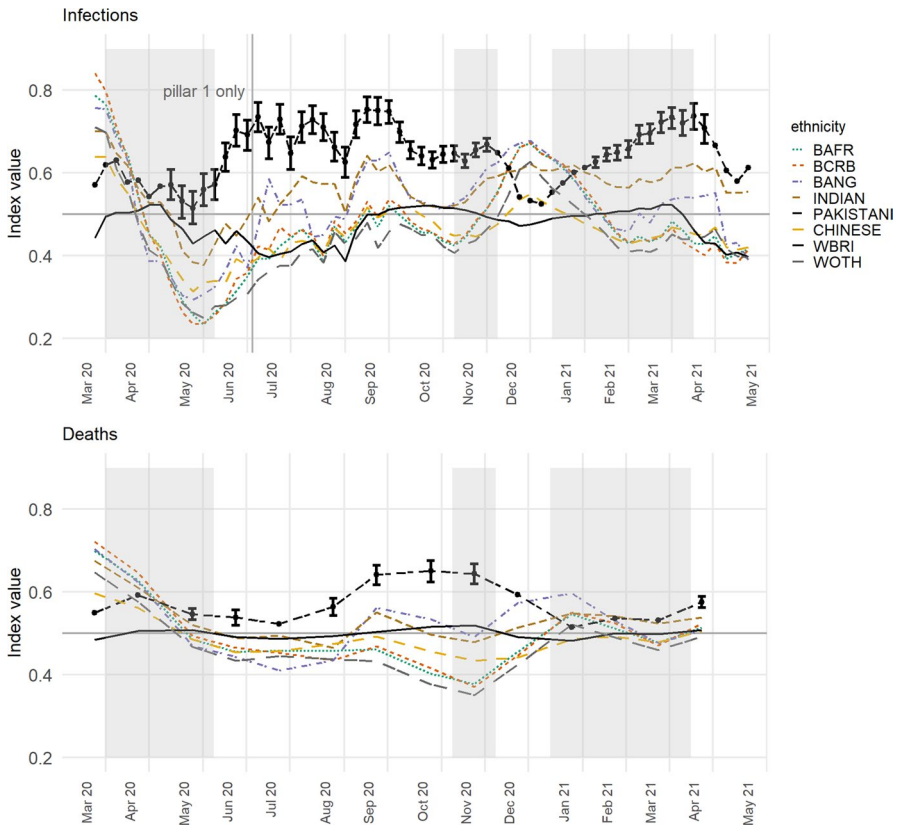 Infections
pillar 1 only
Index value
0.8
0.6
0.4
0.2
Mar 20
Apr 20
May 20
Jun 20
Jul 20
Aug 20
Sep 20
Oct 20
Nov 20
Dec 20
Jan 21
Feb 21
Mar 21
Apr 21
May 21
ethnicity
BAFR
BCRB
BANG
INDIAN
PAKISTANI
CHINESE
WBRI
WOTH
Deaths
Index value
0.8
0.6
0.4
0.2
Mar 20
Apr 20
May 20
Jun 20
Jul 20
Aug 20
Sep 20
Oct 20
Nov 20
Dec 20
Jan 21
Feb 21
Mar 21
Apr 21
May 21